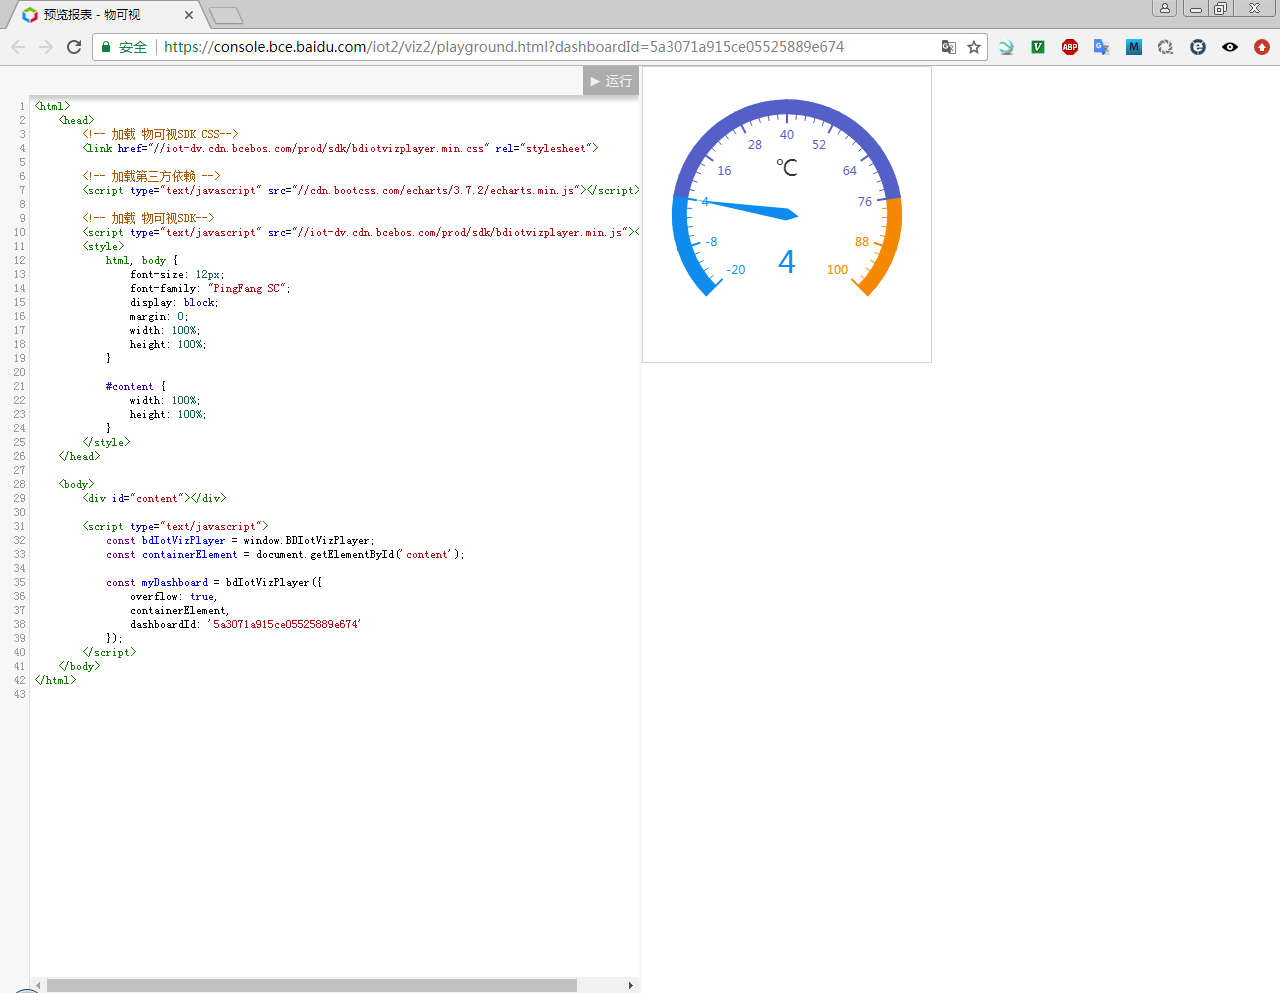 预览报表 - 物可视
安全 https://console.bce.baidu.com/iot2/viz2/playground.html?dashboardId=5a3071a915ce05525889e674
运行
1 <html>
2 <head>
3 <!-- 加载 物可视SDK CSS-->
4 <link href="//iot-dv.cdn.bcebos.com/prod/sdk/bdiotvizplayer.min.css" rel="stylesheet">
5
6 <!-- 加载第三方依赖 -->
7 <script type="text/javascript" src="//cdn.bootcss.com/echarts/3.7.2/echarts.min.js"></script>
8
9 <!-- 加载 物可视SDK-->
10 <script type="text/javascript" src="//iot-dv.cdn.bcebos.com/prod/sdk/bdiotvizplayer.min.js"><
11 <style>
12 html, body {
13 font-size: 12px;
14 font-family: "PingFang SC";
15 display: block;
16 margin: 0;
17 width: 100%;
18 height: 100%;
19 }
20
21 #content {
22 width: 100%;
23 height: 100%;
24 }
25 </style>
26 </head>
27
28 <body>
29 <div id="content"></div>
30
31 <script type="text/javascript">
32 const bdIotVizPlayer = window.BDIotVizPlayer;
33 const containerElement = document.getElementById('content');
34
35 const myDashboard = bdIotVizPlayer({
36 overflow: true,
37 containerElement,
38 dashboardId: '5a3071a915ce05525889e674'
39 });
40 </script>
41 </body>
42 </html>
43
40
28 52
℃
16 64
4 76
-8 88
4
-20 100